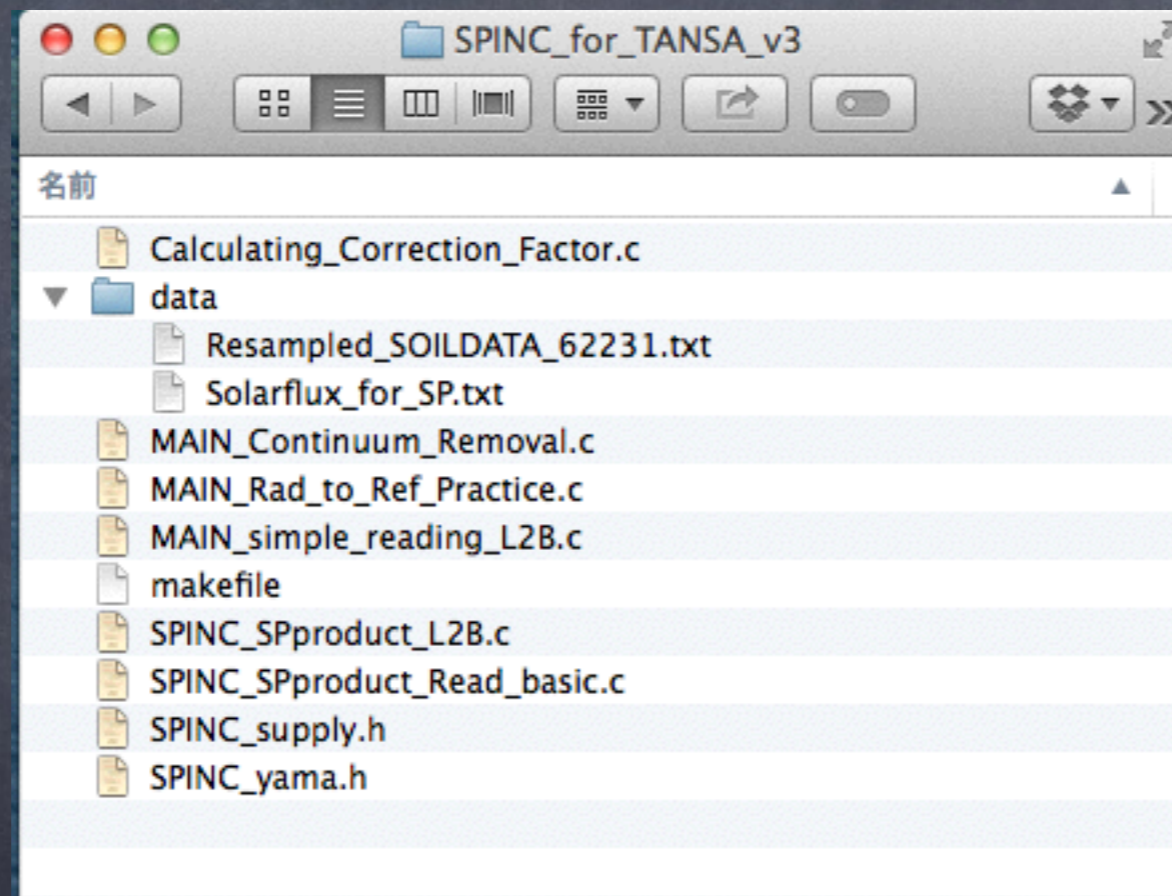 SPINC_for_TANSA_v3
名前
Calculating_Correction_Factor.c
data
Resampled_SOILDATA_62231.txt
Solarflux_for_SP.txt
MAIN_Continuum_Removal.c
MAIN_Rad_to_Ref_Practice.c
MAIN_simple_reading_L2B.c
makefile
SPINC_SPproduct_L2B.c
SPINC_SPproduct_Read_basic.c
SPINC_supply.h
SPINC_yama.h